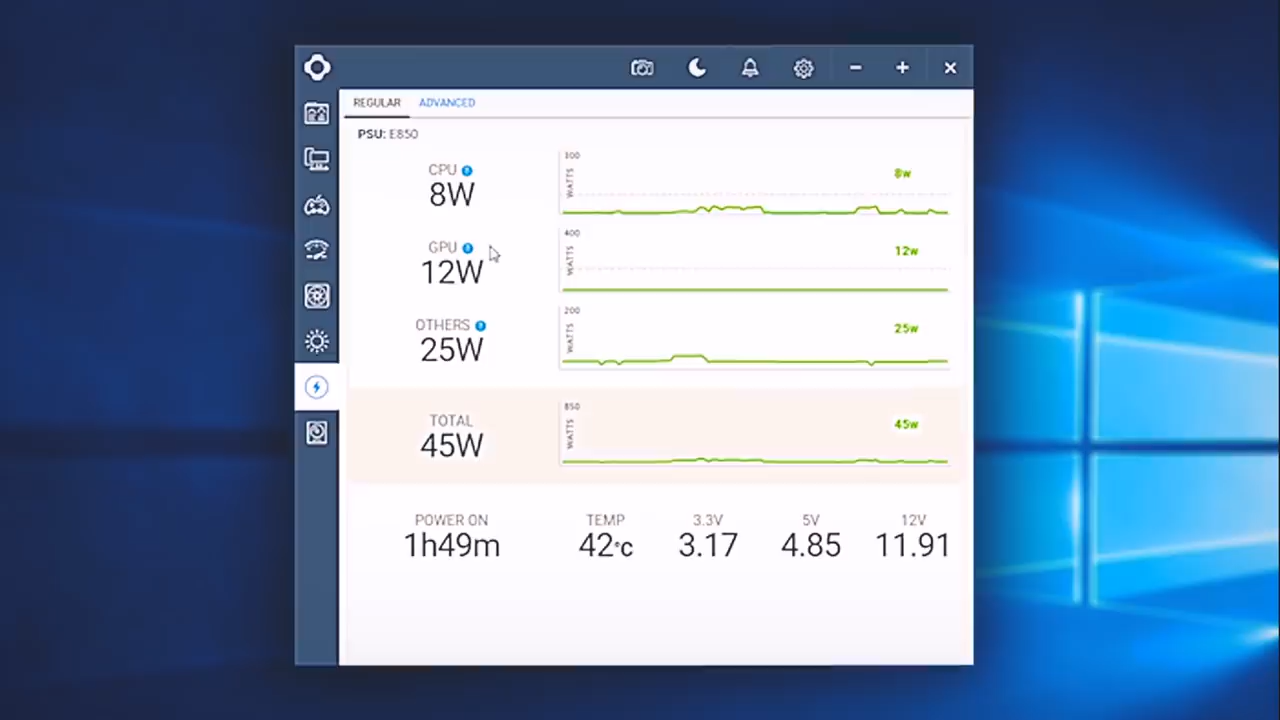 REGULAR ADVANCED
PSU: E850
CPU
8W
300
WATTS
8w
GPU
12W
400
WATTS
12w
OTHERS
25W
200
WATTS
25w
TOTAL
45W
850
WATTS
45w
POWER ON TEMP 3.3V 5V 12V
1h49m 42°c 3.17 4.85 11.91